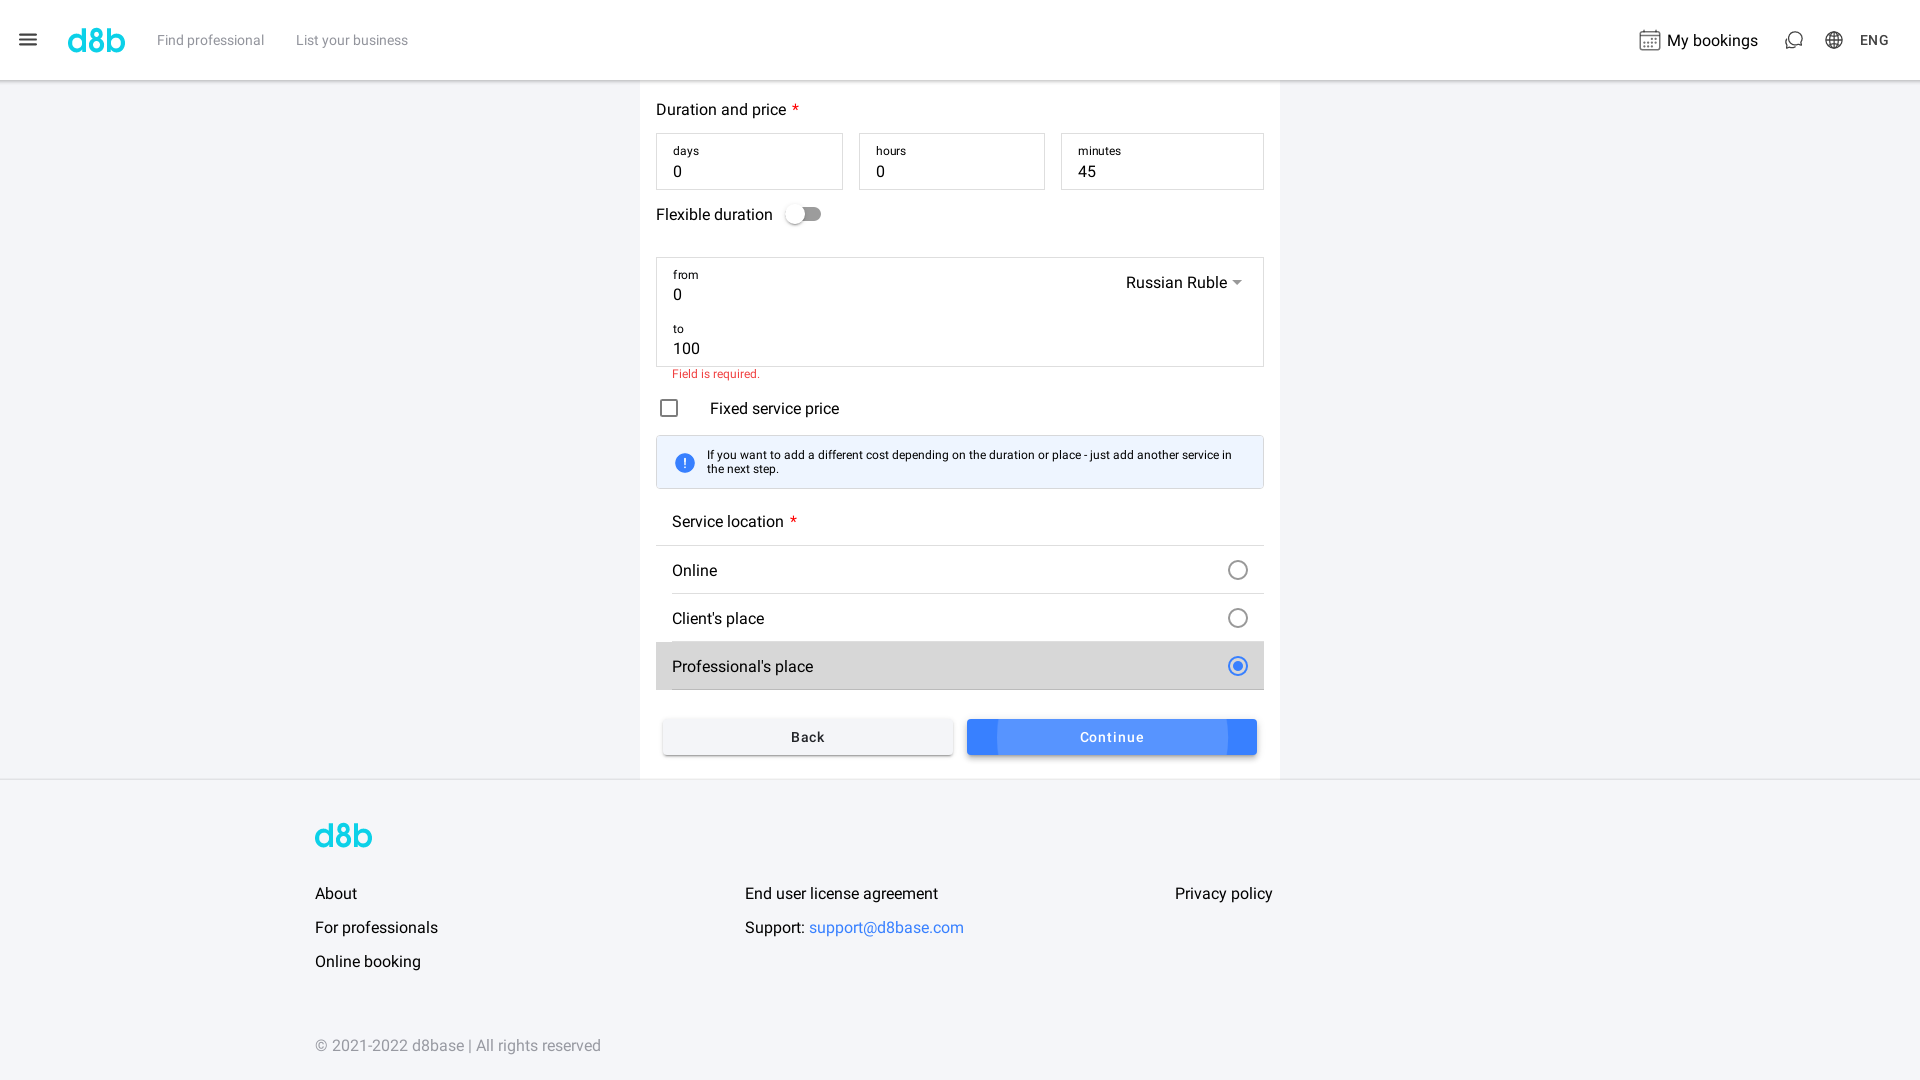 d8b
Find professional
List your business
My bookings
ENG
Duration and price *
days
0
hours
0
minutes
45
Flexible duration
from
0
Russian Ruble
to
100
Field is required.
Fixed service price
If you want to add a different cost depending on the duration or place - just add another service in
the next step.
Service location *
Online
Client's place
Professional's place
Back
Continue
d8b
About
End user license agreement
Privacy policy
For professionals
Support: support@d8base.com
Online booking
© 2021-2022 d8base | All rights reserved